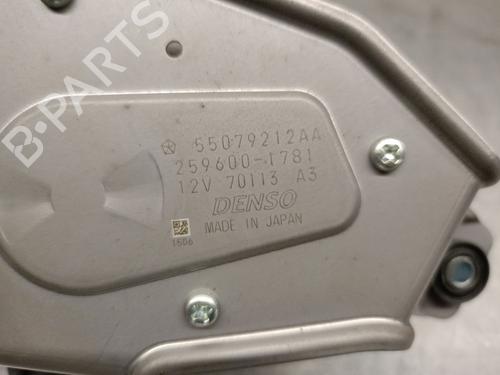 B-PARTS
55079212AA
259600-1781
12V 70113 A3
DENSO
MADE IN JAPAN
1506